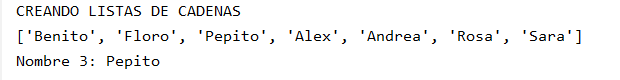 CREANDO LISTAS DE CADENAS
['Benito', 'Floro', 'Pepito', 'Alex', 'Andrea', 'Rosa', 'Sara']
Nombre 3: Pepito